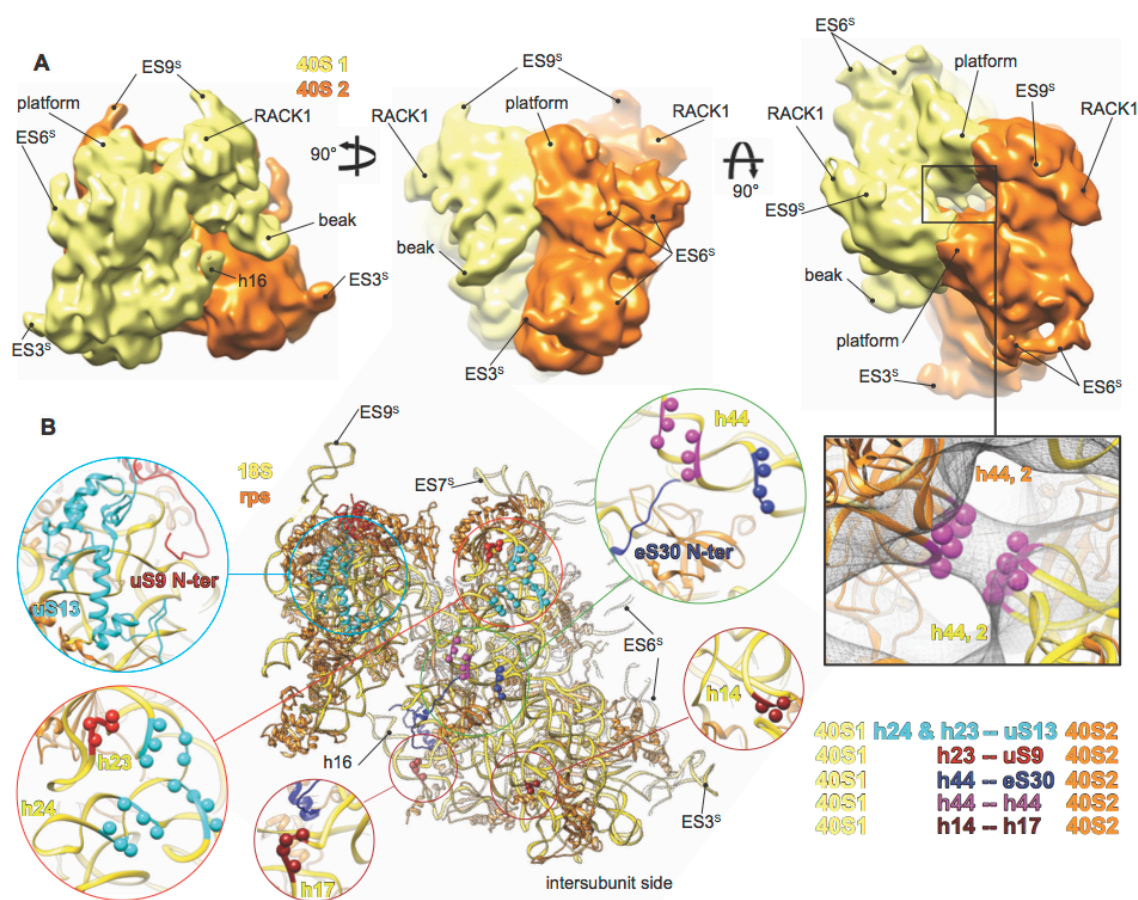 A
40S 1
40S 2
ES9ˢ
platform
ES6ˢ
RACK1
beak
h16
ES3ˢ
ES3ˢ
90°
ES9ˢ
platform
RACK1
RACK1
beak
ES6ˢ
ES3ˢ
90°
ES6ˢ
platform
RACK1
ES9ˢ
RACK1
ES9ˢ
beak
platform
ES3ˢ
ES6ˢ
B
uS9 N-ter
uS13
18S
rps
ES9ˢ
ES7ˢ
h44
eS30 N-ter
h44, 2
h44, 2
ES6ˢ
h14
h23
h24
h16
h17
ES3ˢ
intersubunit side
40S1 h24 & h23 -- uS13 40S2
40S1 h23 -- uS9 40S2
40S1 h44 -- eS30 40S2
40S1 h44 -- h44 40S2
40S1 h14 -- h17 40S2